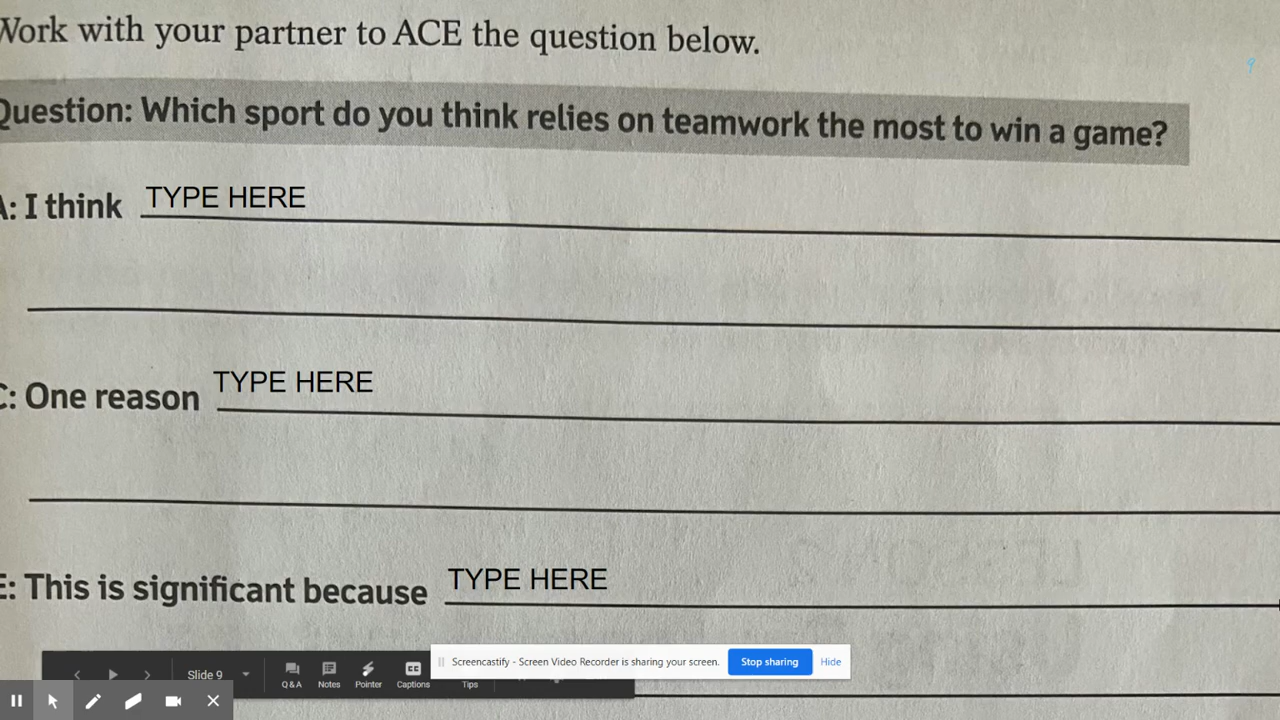 Work with your partner to ACE the question below.
9
Question: Which sport do you think relies on teamwork the most to win a game?
A: I think TYPE HERE
C: One reason TYPE HERE
E: This is significant because TYPE HERE
Screencastify - Screen Video Recorder is sharing your screen. Stop sharing Hide
Slide 9
Q&A Notes Pointer Captions Tips